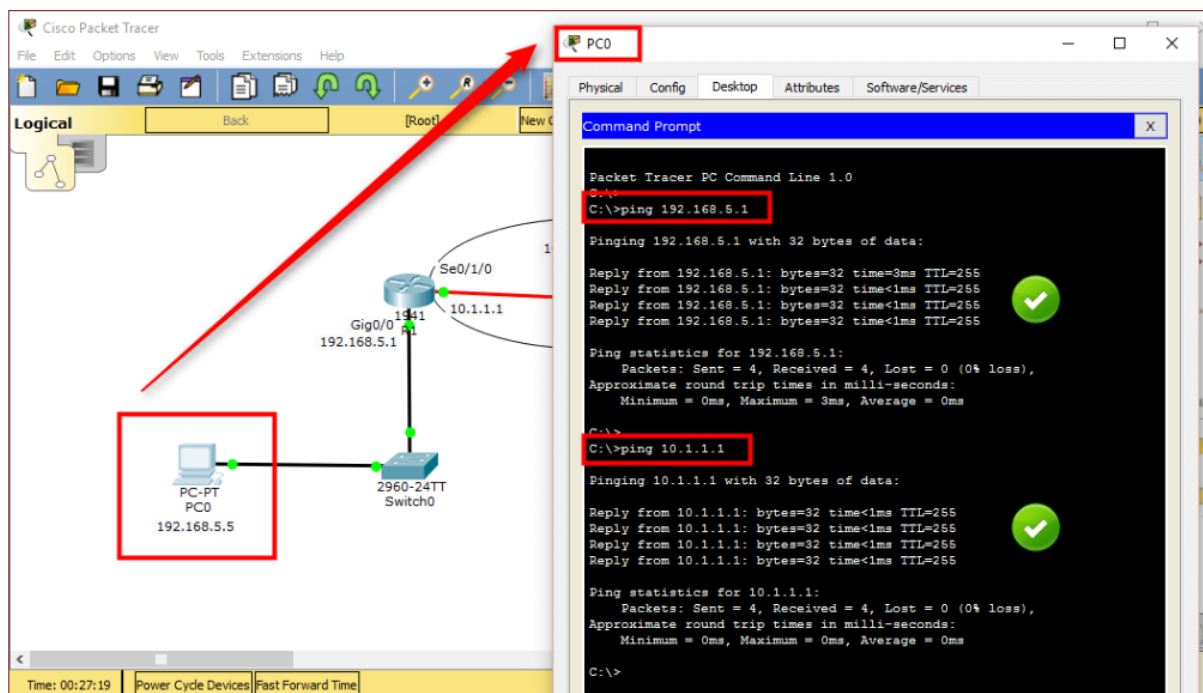 Cisco Packet Tracer
File Edit Options View Tools Extensions Help
Logical
Back
[Root]
New C
Se0/1/0
1
10.1.1.1
1941
R1
Gig0/0
192.168.5.1
2960-24TT
Switch0
PC-PT
PC0
192.168.5.5
Time: 00:27:19
Power Cycle Devices
Fast Forward Time
PC0
Physical Config Desktop Attributes Software/Services
Command Prompt
X
Packet Tracer PC Command Line 1.0
C:\>
C:\>ping 192.168.5.1
Pinging 192.168.5.1 with 32 bytes of data:
Reply from 192.168.5.1: bytes=32 time=3ms TTL=255
Reply from 192.168.5.1: bytes=32 time<1ms TTL=255
Reply from 192.168.5.1: bytes=32 time<1ms TTL=255
Reply from 192.168.5.1: bytes=32 time<1ms TTL=255
Ping statistics for 192.168.5.1:
Packets: Sent = 4, Received = 4, Lost = 0 (0% loss),
Approximate round trip times in milli-seconds:
Minimum = 0ms, Maximum = 3ms, Average = 0ms
C:\>
C:\>ping 10.1.1.1
Pinging 10.1.1.1 with 32 bytes of data:
Reply from 10.1.1.1: bytes=32 time<1ms TTL=255
Reply from 10.1.1.1: bytes=32 time<1ms TTL=255
Reply from 10.1.1.1: bytes=32 time<1ms TTL=255
Reply from 10.1.1.1: bytes=32 time<1ms TTL=255
Ping statistics for 10.1.1.1:
Packets: Sent = 4, Received = 4, Lost = 0 (0% loss),
Approximate round trip times in milli-seconds:
Minimum = 0ms, Maximum = 0ms, Average = 0ms
C:\>